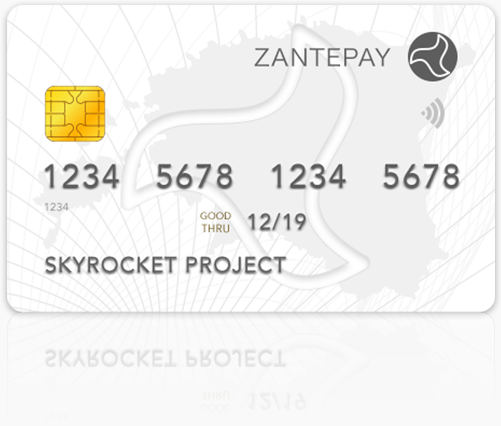 ZANTEPAY
1234 5678 1234 5678
1234
GOOD
THRU 12/19
SKYROCKET PROJECT